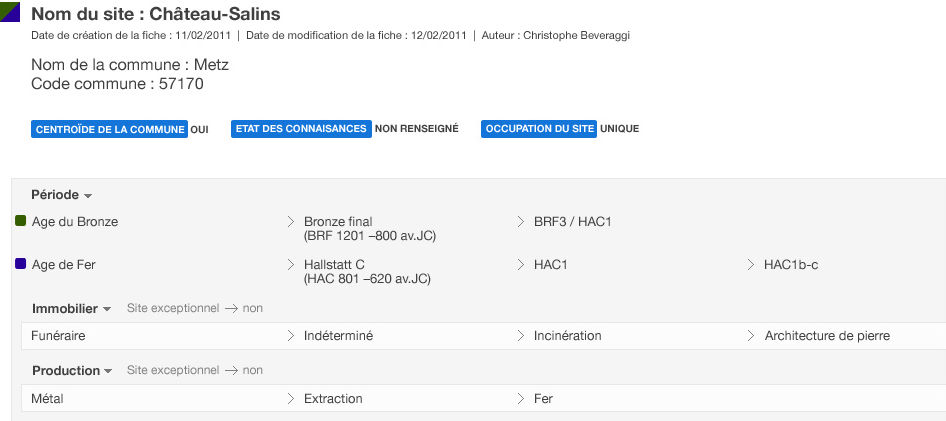 Nom du site : Château-Salins
Date de création de la fiche : 11/02/2011 | Date de modification de la fiche : 12/02/2011 | Auteur : Christophe Beveraggi
Nom de la commune : Metz
Code commune : 57170
CENTROÏDE DE LA COMMUNE OUI ETAT DES CONNAISANCES NON RENSEIGNÉ OCCUPATION DU SITE UNIQUE
Période
Age du Bronze Bronze final BRF3 / HAC1
(BRF 1201 –800 av.JC)
Age de Fer Hallstatt C HAC1 HAC1b-c
(HAC 801 –620 av.JC)
Immobilier Site exceptionnel → non
Funéraire Indéterminé Incinération Architecture de pierre
Production Site exceptionnel → non
Métal Extraction Fer